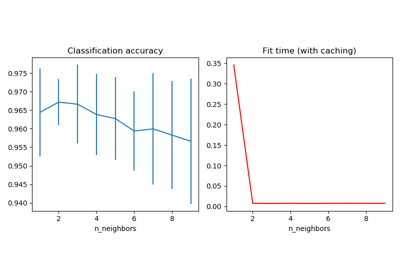 Classification accuracy
0.975
0.970
0.965
0.960
0.955
0.950
0.945
0.940
2 4 6 8
n_neighbors
Fit time (with caching)
0.35
0.30
0.25
0.20
0.15
0.10
0.05
0.00
2 4 6 8
n_neighbors